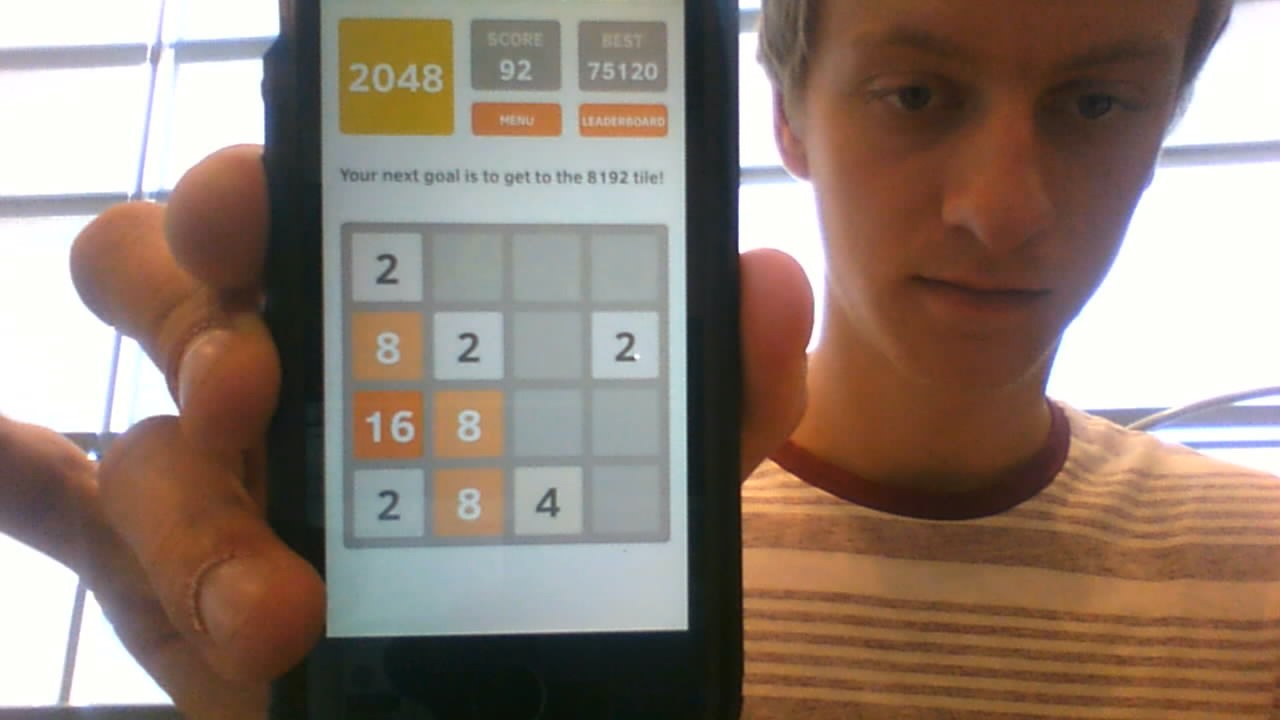 2048 SCORE 92 BEST 75120
MENU LEADERBOARD
Your next goal is to get to the 8192 tile!
2
8 2 2
16 8
2 8 4